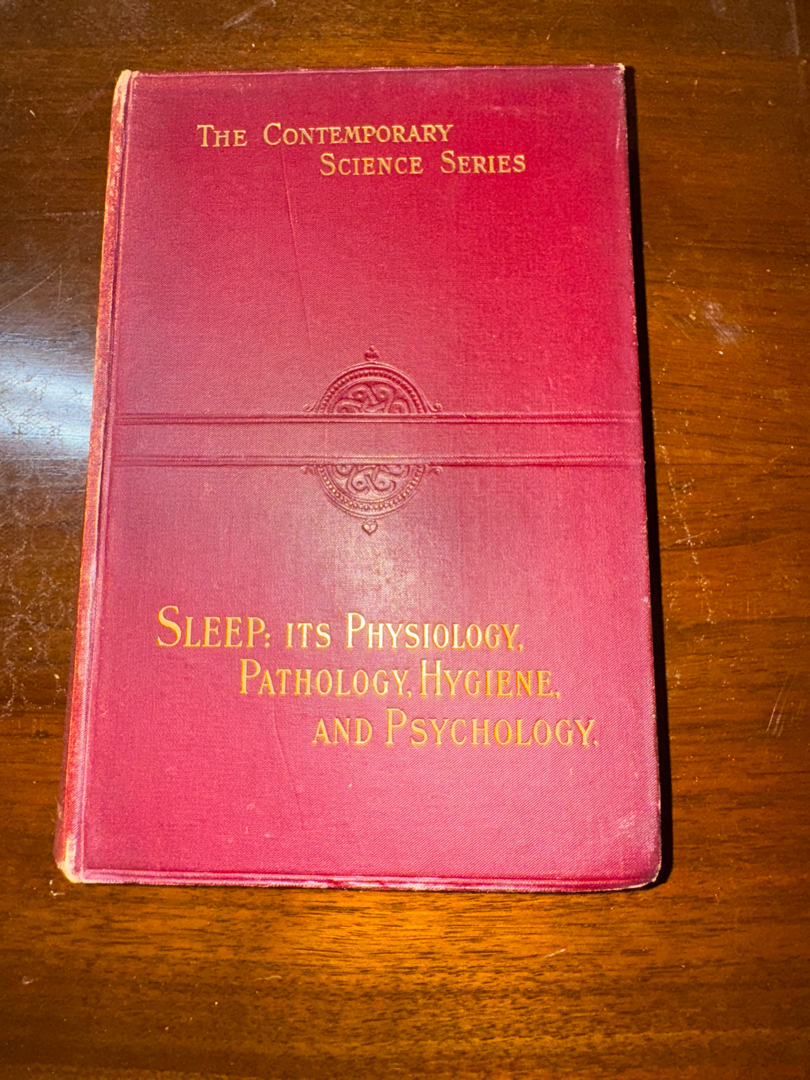 The Contemporary
Science Series
Sleep: its Physiology,
Pathology, Hygiene,
and Psychology.